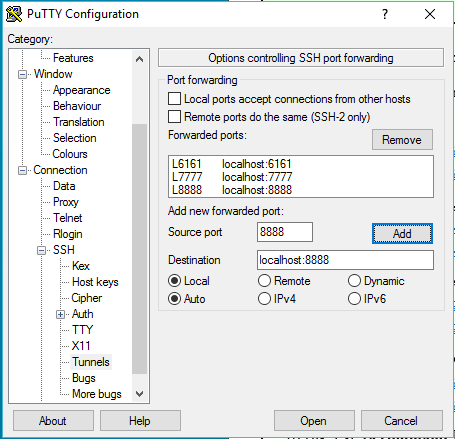 PuTTY Configuration
Category:
Features
Window
Appearance
Behaviour
Translation
Selection
Colours
Connection
Data
Proxy
Telnet
Rlogin
SSH
Kex
Host keys
Cipher
Auth
TTY
X11
Tunnels
Bugs
More bugs
Options controlling SSH port forwarding
Port forwarding
Local ports accept connections from other hosts
Remote ports do the same (SSH-2 only)
Forwarded ports:
Remove
L6161 localhost:6161
L7777 localhost:7777
L8888 localhost:8888
Add new forwarded port:
Source port 8888 Add
Destination localhost:8888
Local Remote Dynamic
Auto IPv4 IPv6
About Help Open Cancel